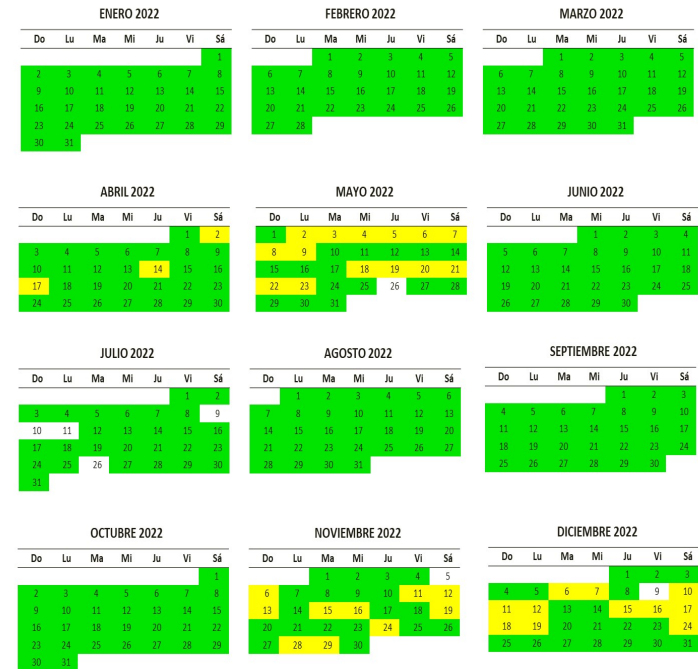 ENERO 2022
Do Lu Ma Mi Ju Vi Sá
1
2 3 4 5 6 7 8
9 10 11 12 13 14 15
16 17 18 19 20 21 22
23 24 25 26 27 28 29
30 31
FEBRERO 2022
Do Lu Ma Mi Ju Vi Sá
1 2 3 4 5
6 7 8 9 10 11 12
13 14 15 16 17 18 19
20 21 22 23 24 25 26
27 28
MARZO 2022
Do Lu Ma Mi Ju Vi Sá
1 2 3 4 5
6 7 8 9 10 11 12
13 14 15 16 17 18 19
20 21 22 23 24 25 26
27 28 29 30 31
ABRIL 2022
Do Lu Ma Mi Ju Vi Sá
1 2
3 4 5 6 7 8 9
10 11 12 13 14 15 16
17 18 19 20 21 22 23
24 25 26 27 28 29 30
MAYO 2022
Do Lu Ma Mi Ju Vi Sá
1 2 3 4 5 6 7
8 9 10 11 12 13 14
15 16 17 18 19 20 21
22 23 24 25 26 27 28
29 30 31
JUNIO 2022
Do Lu Ma Mi Ju Vi Sá
1 2 3 4
5 6 7 8 9 10 11
12 13 14 15 16 17 18
19 20 21 22 23 24 25
26 27 28 29 30
JULIO 2022
Do Lu Ma Mi Ju Vi Sá
1 2
3 4 5 6 7 8 9
10 11 12 13 14 15 16
17 18 19 20 21 22 23
24 25 26 27 28 29 30
31
AGOSTO 2022
Do Lu Ma Mi Ju Vi Sá
1 2 3 4 5 6
7 8 9 10 11 12 13
14 15 16 17 18 19 20
21 22 23 24 25 26 27
28 29 30 31
SEPTIEMBRE 2022
Do Lu Ma Mi Ju Vi Sá
1 2 3
4 5 6 7 8 9 10
11 12 13 14 15 16 17
18 19 20 21 22 23 24
25 26 27 28 29 30
OCTUBRE 2022
Do Lu Ma Mi Ju Vi Sá
1
2 3 4 5 6 7 8
9 10 11 12 13 14 15
16 17 18 19 20 21 22
23 24 25 26 27 28 29
30 31
NOVIEMBRE 2022
Do Lu Ma Mi Ju Vi Sá
1 2 3 4 5
6 7 8 9 10 11 12
13 14 15 16 17 18 19
20 21 22 23 24 25 26
27 28 29 30
DICIEMBRE 2022
Do Lu Ma Mi Ju Vi Sá
1 2 3
4 5 6 7 8 9 10
11 12 13 14 15 16 17
18 19 20 21 22 23 24
25 26 27 28 29 30 31